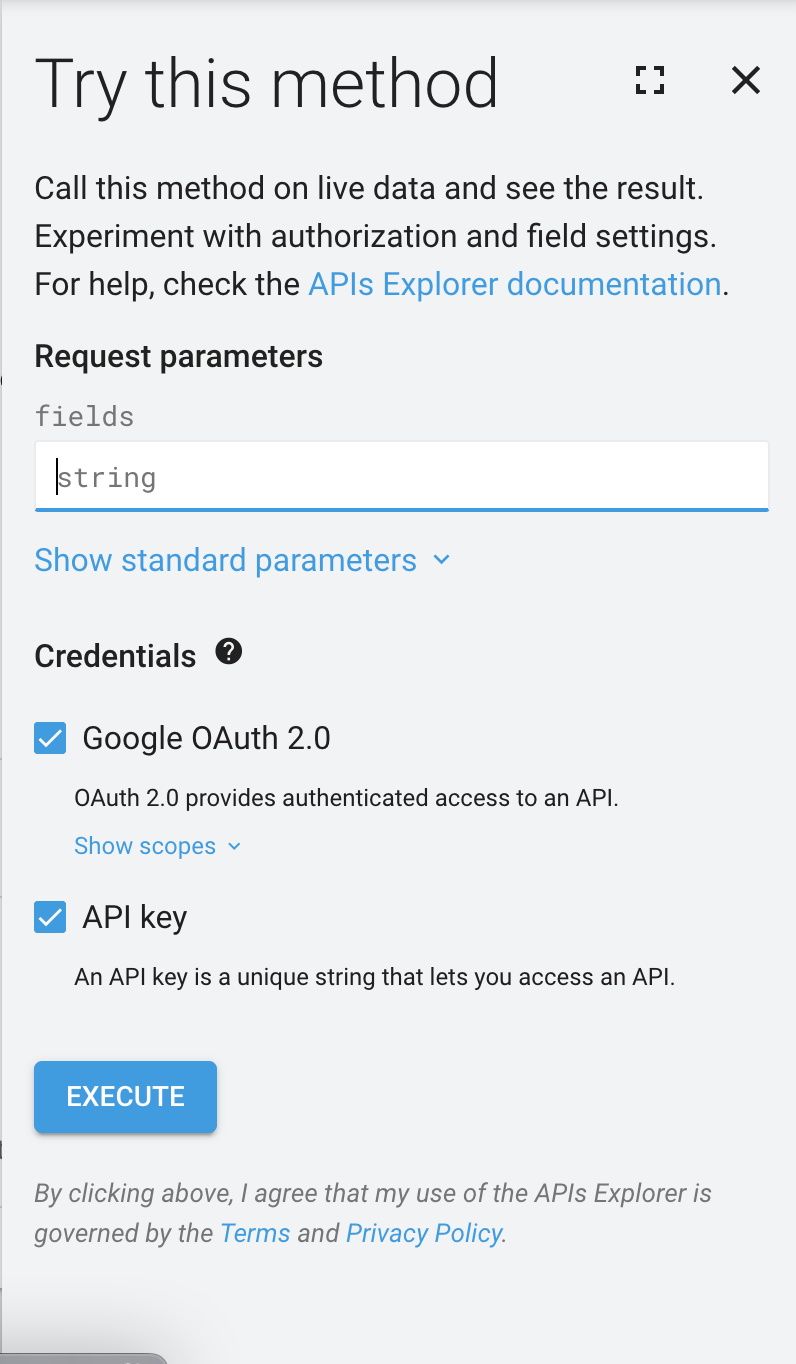 Try this method
Call this method on live data and see the result.
Experiment with authorization and field settings.
For help, check the APIs Explorer documentation.
Request parameters
fields
string
Show standard parameters
Credentials
Google OAuth 2.0
OAuth 2.0 provides authenticated access to an API.
Show scopes
API key
An API key is a unique string that lets you access an API.
EXECUTE
By clicking above, I agree that my use of the APIs Explorer is
governed by the Terms and Privacy Policy.